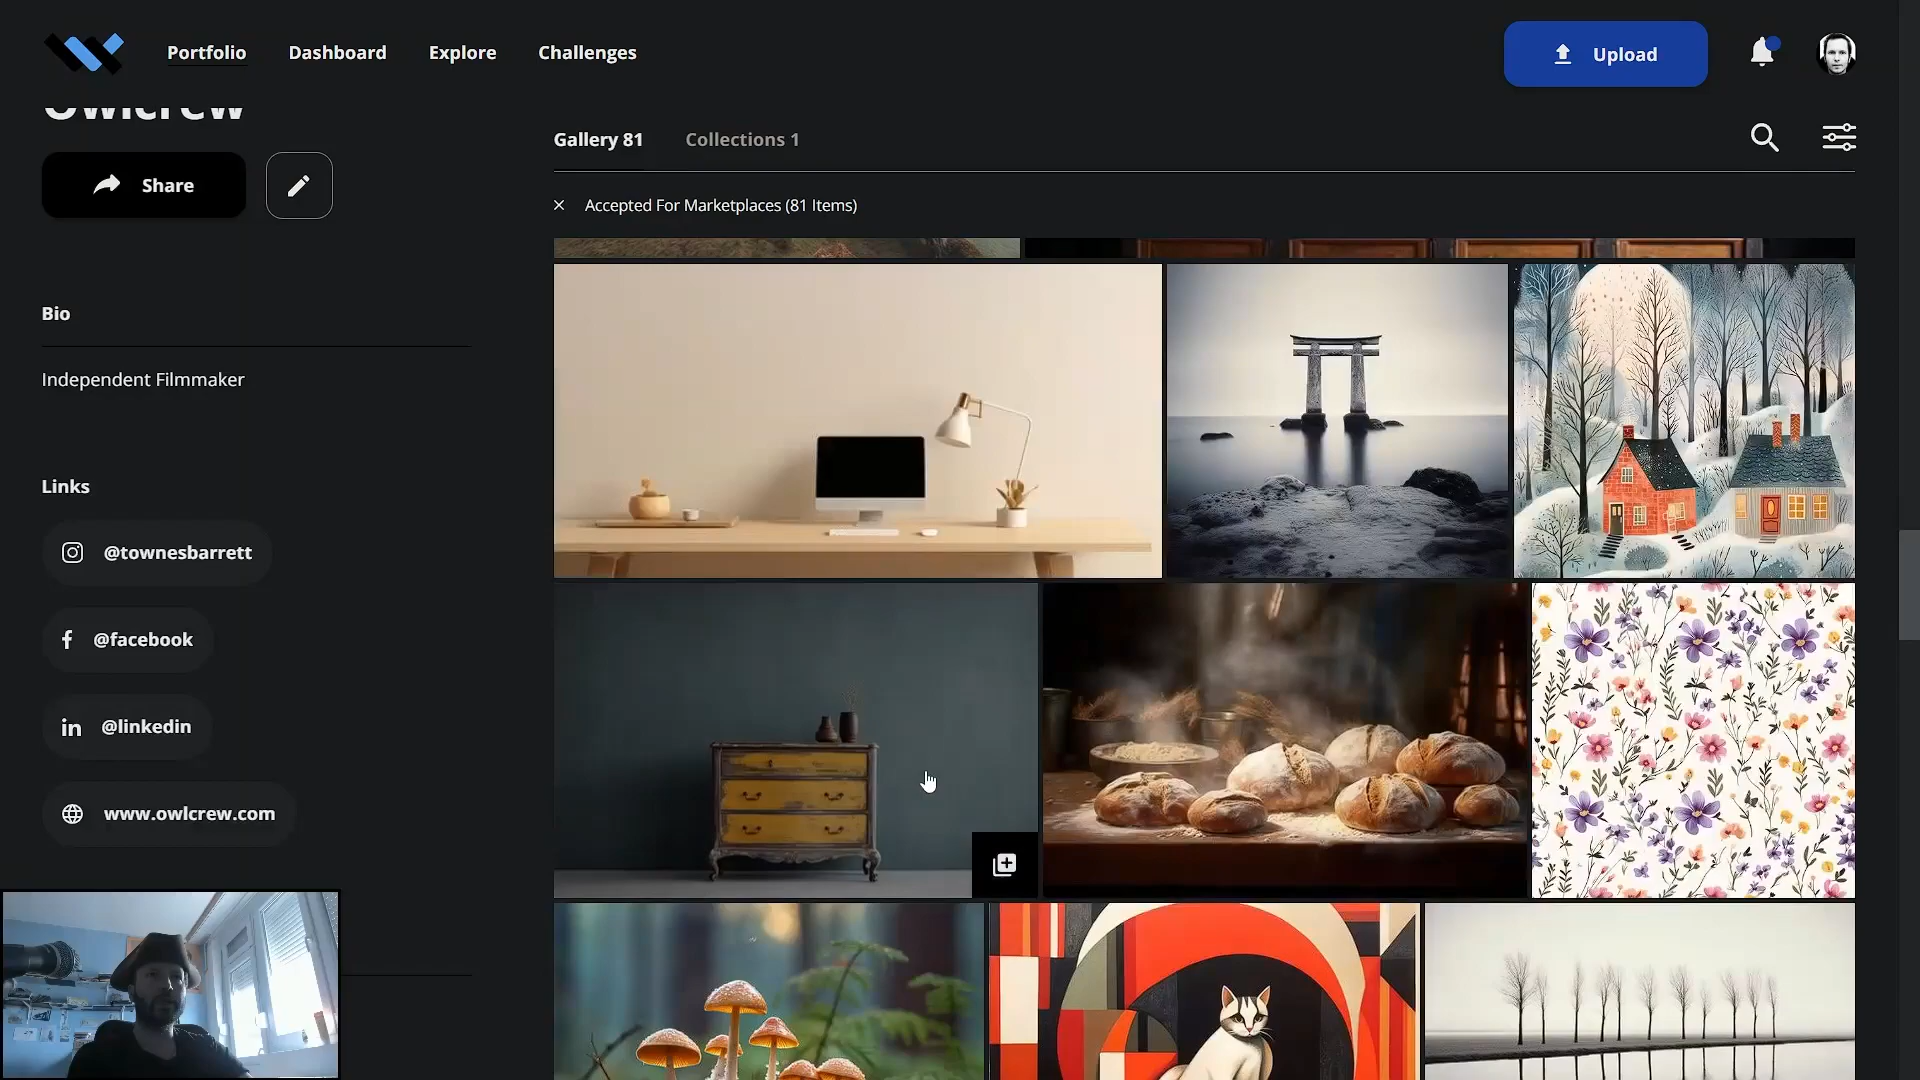 Portfolio
Dashboard
Explore
Challenges
Upload
Owlcrew
Share
Bio
Independent Filmmaker
Links
@townesbarrett
@facebook
@linkedin
www.owlcrew.com
Gallery 81
Collections 1
Accepted For Marketplaces (81 Items)